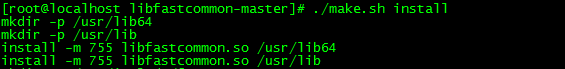 [root@localhost libfastcommon-master]# ./make.sh install
mkdir -p /usr/lib64
mkdir -p /usr/lib
install -m 755 libfastcommon.so /usr/lib64
install -m 755 libfastcommon.so /usr/lib